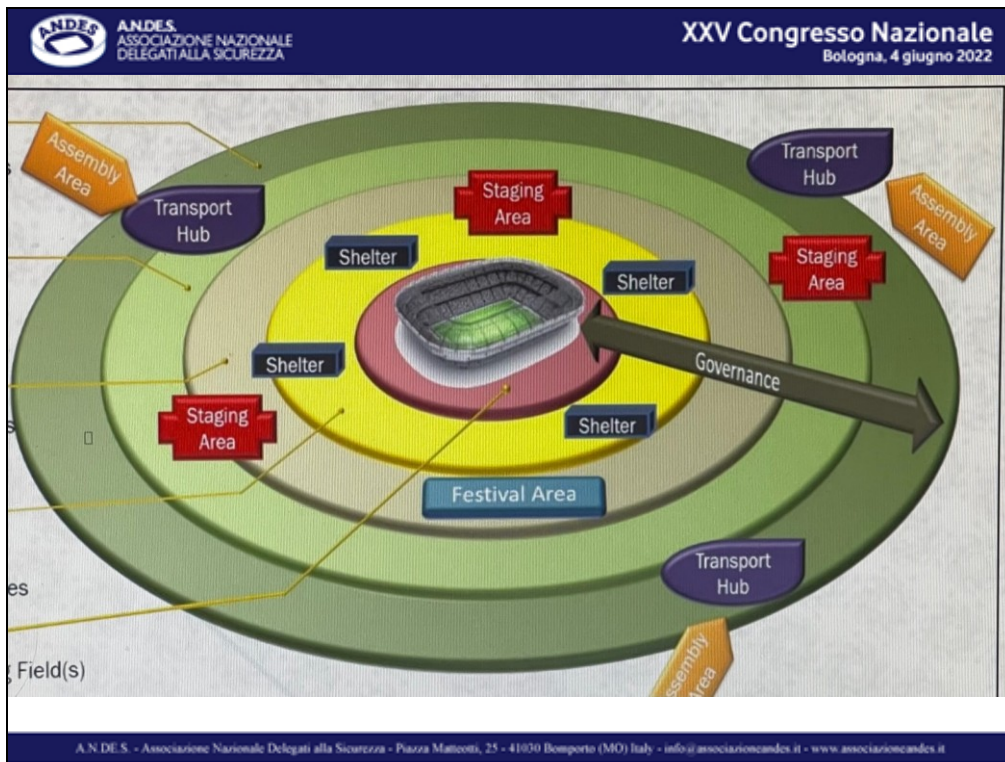 ANDES
A.N.DE.S.
ASSOCIAZIONE NAZIONALE
DELEGATI ALLA SICUREZZA
XXV Congresso Nazionale
Bologna, 4 giugno 2022
Assembly
Area
Transport
Hub
Staging
Area
Transport
Hub
Assembly
Area
Shelter
Shelter
Staging
Area
Shelter
Governance
Staging
Area
Shelter
Festival Area
Transport
Hub
es
Field(s)
A.N.DE.S. - Associazione Nazionale Delegati alla Sicurezza - Piazza Matteotti, 25 - 41030 Bomporto (MO) Italy - info@associazioneandes.it - www.associazioneandes.it